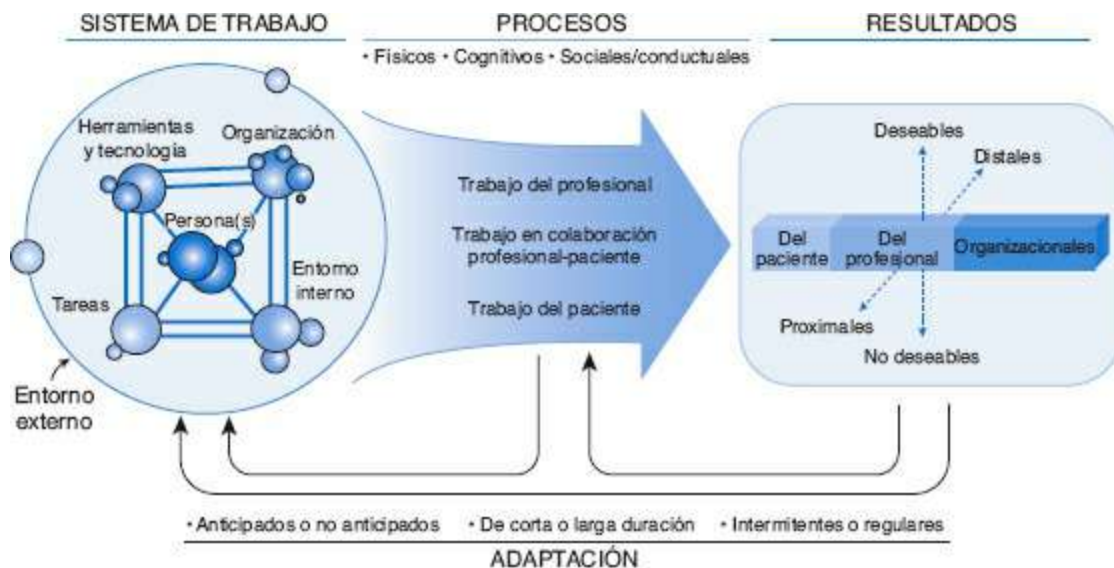 SISTEMA DE TRABAJO
PROCESOS
RESULTADOS
• Físicos • Cognitivos • Sociales/conductuales
Herramientas
y tecnología
Organización
Persona(s)
Entorno
interno
Tareas
Entorno
externo
Trabajo del profesional
Trabajo en colaboración
profesional-paciente
Trabajo del paciente
Deseables
Distales
Del
paciente
Del
profesional
Organizacionales
Proximales
No deseables
• Anticipados o no anticipados • De corta o larga duración • Intermitentes o regulares
ADAPTACIÓN